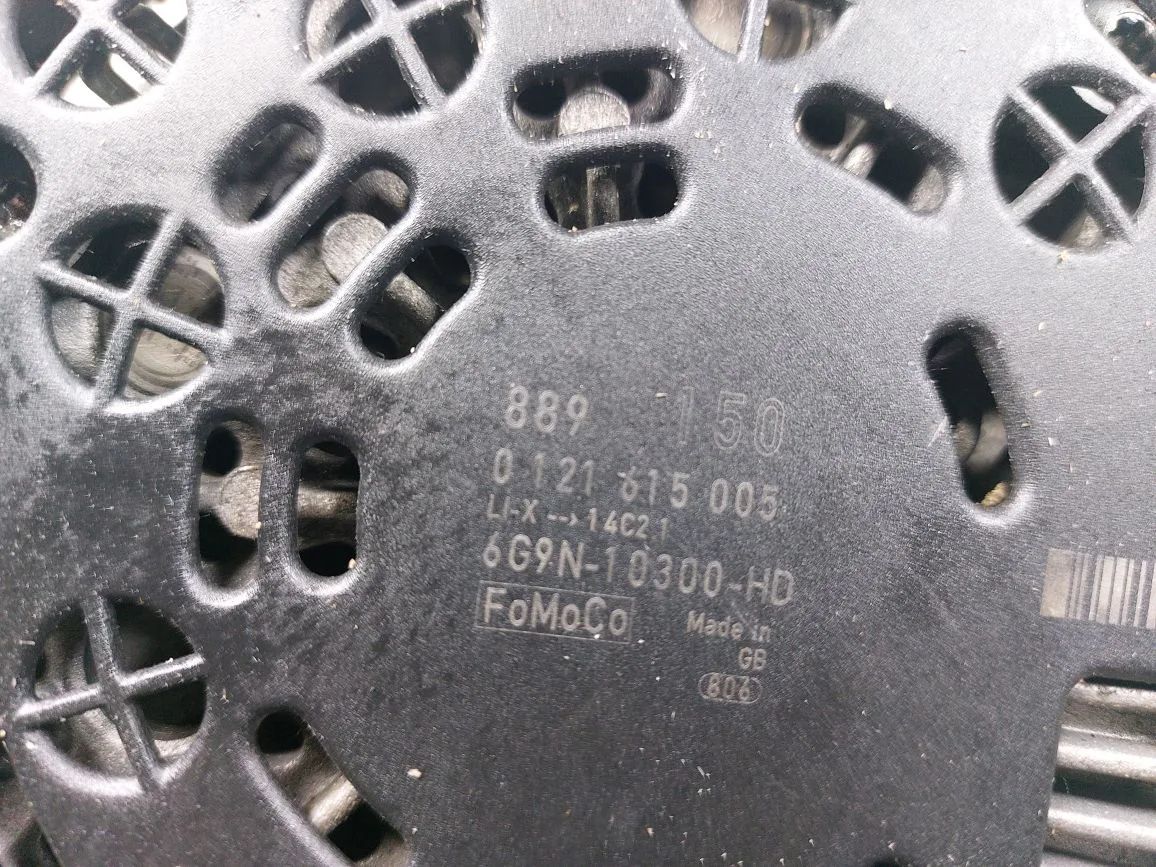 889 150
0 121 615 005
LI-X --> 14C21
6G9N-10300-HD
FoMoCo
Made in
GB
806